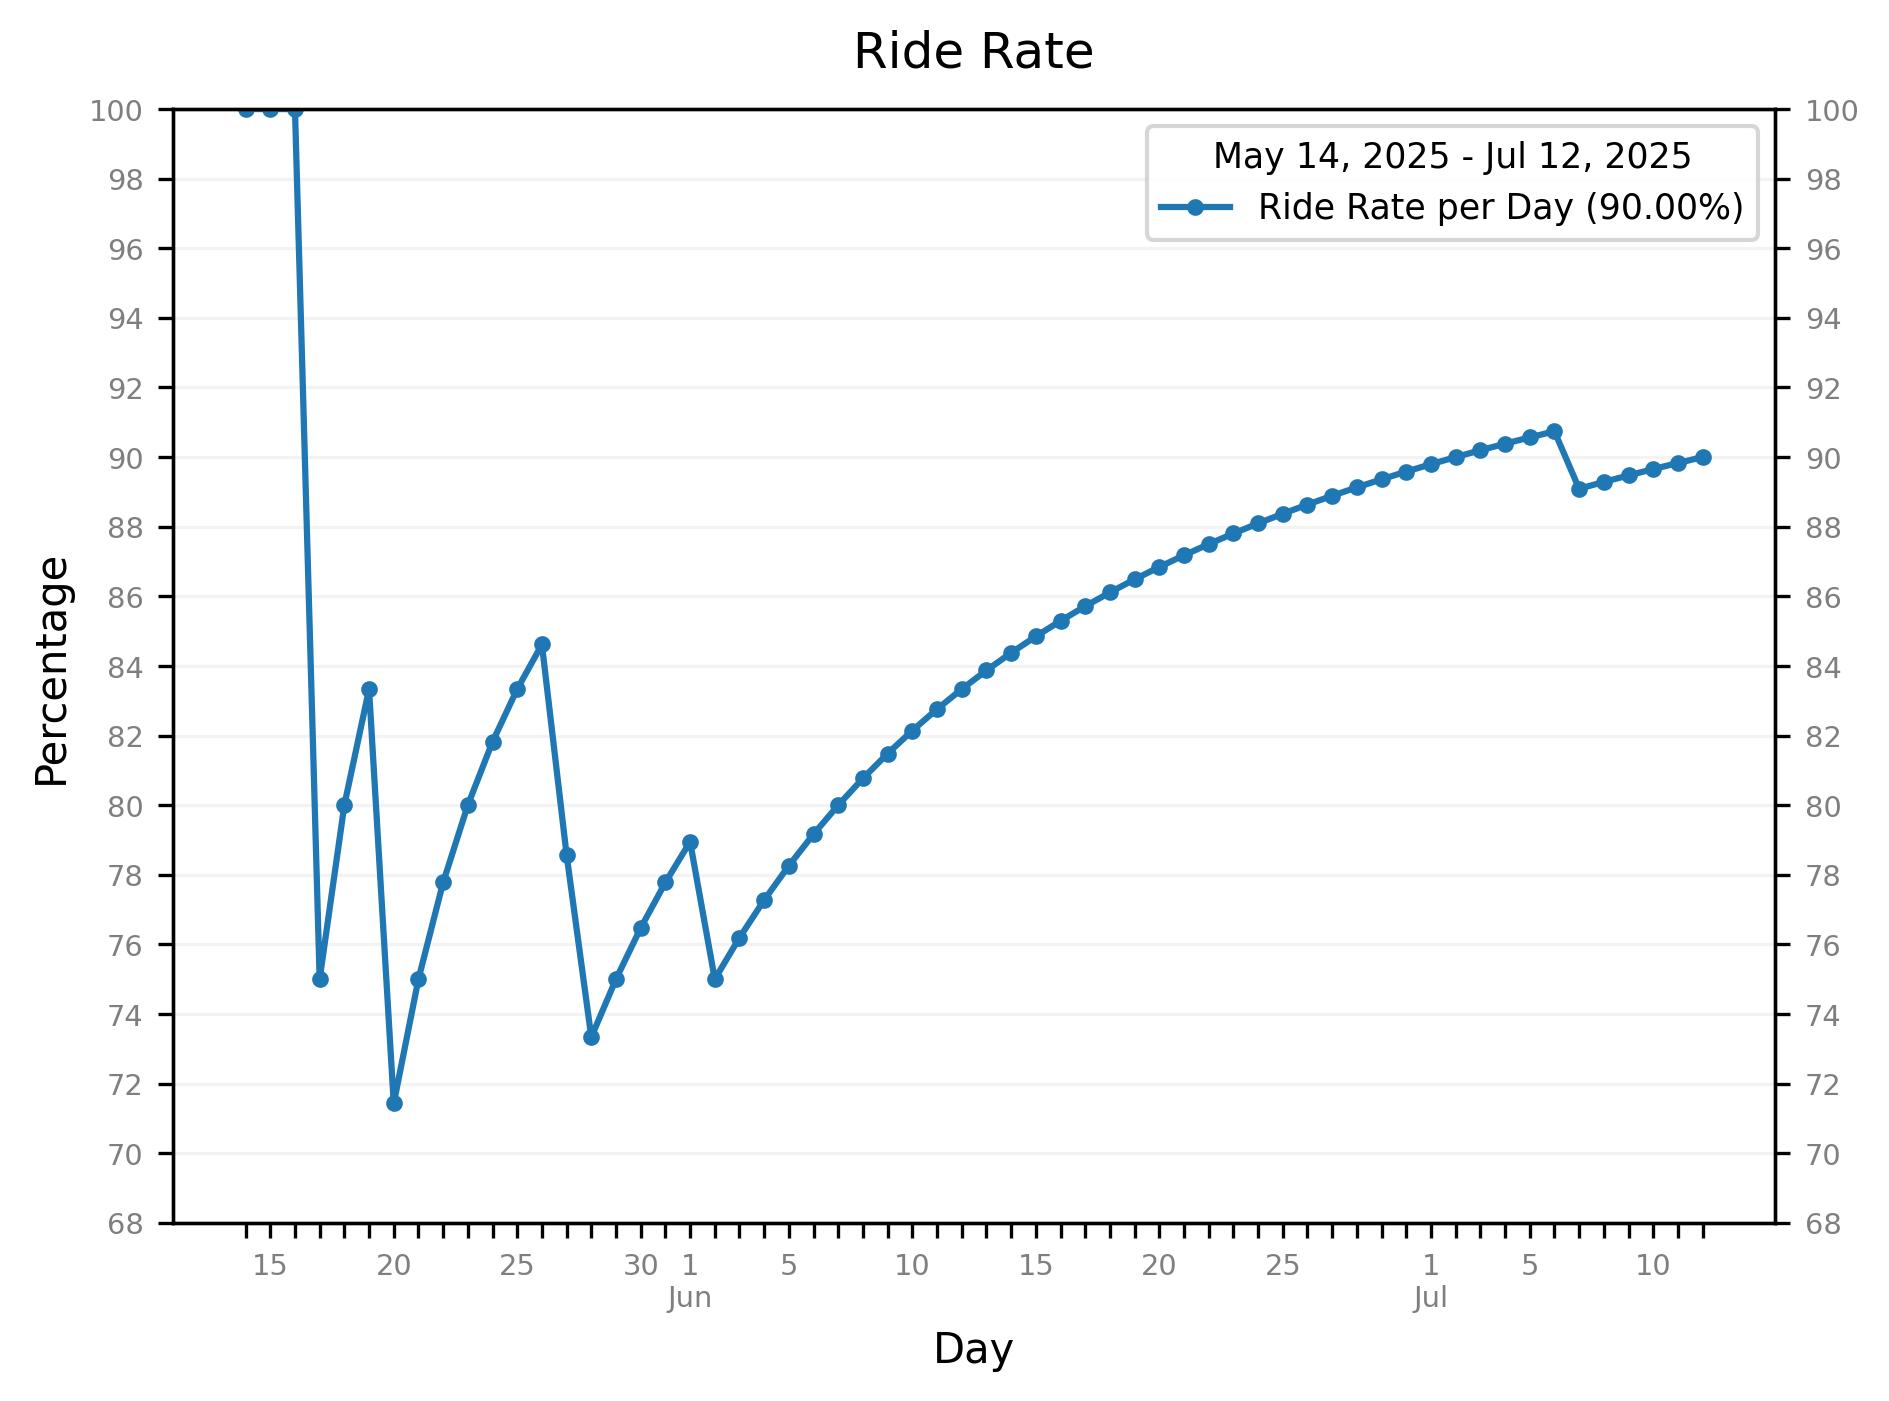 Ride Rate
May 14, 2025 - Jul 12, 2025
Ride Rate per Day (90.00%)
100 100
98 98
96 96
94 94
92 92
90 90
88 88
86 86
84 84
82 82
80 80
78 78
76 76
74 74
72 72
70 70
68 68
Percentage
15 20 25 30 1 5 10 15 20 25 1 5 10
Jun Jul
Day